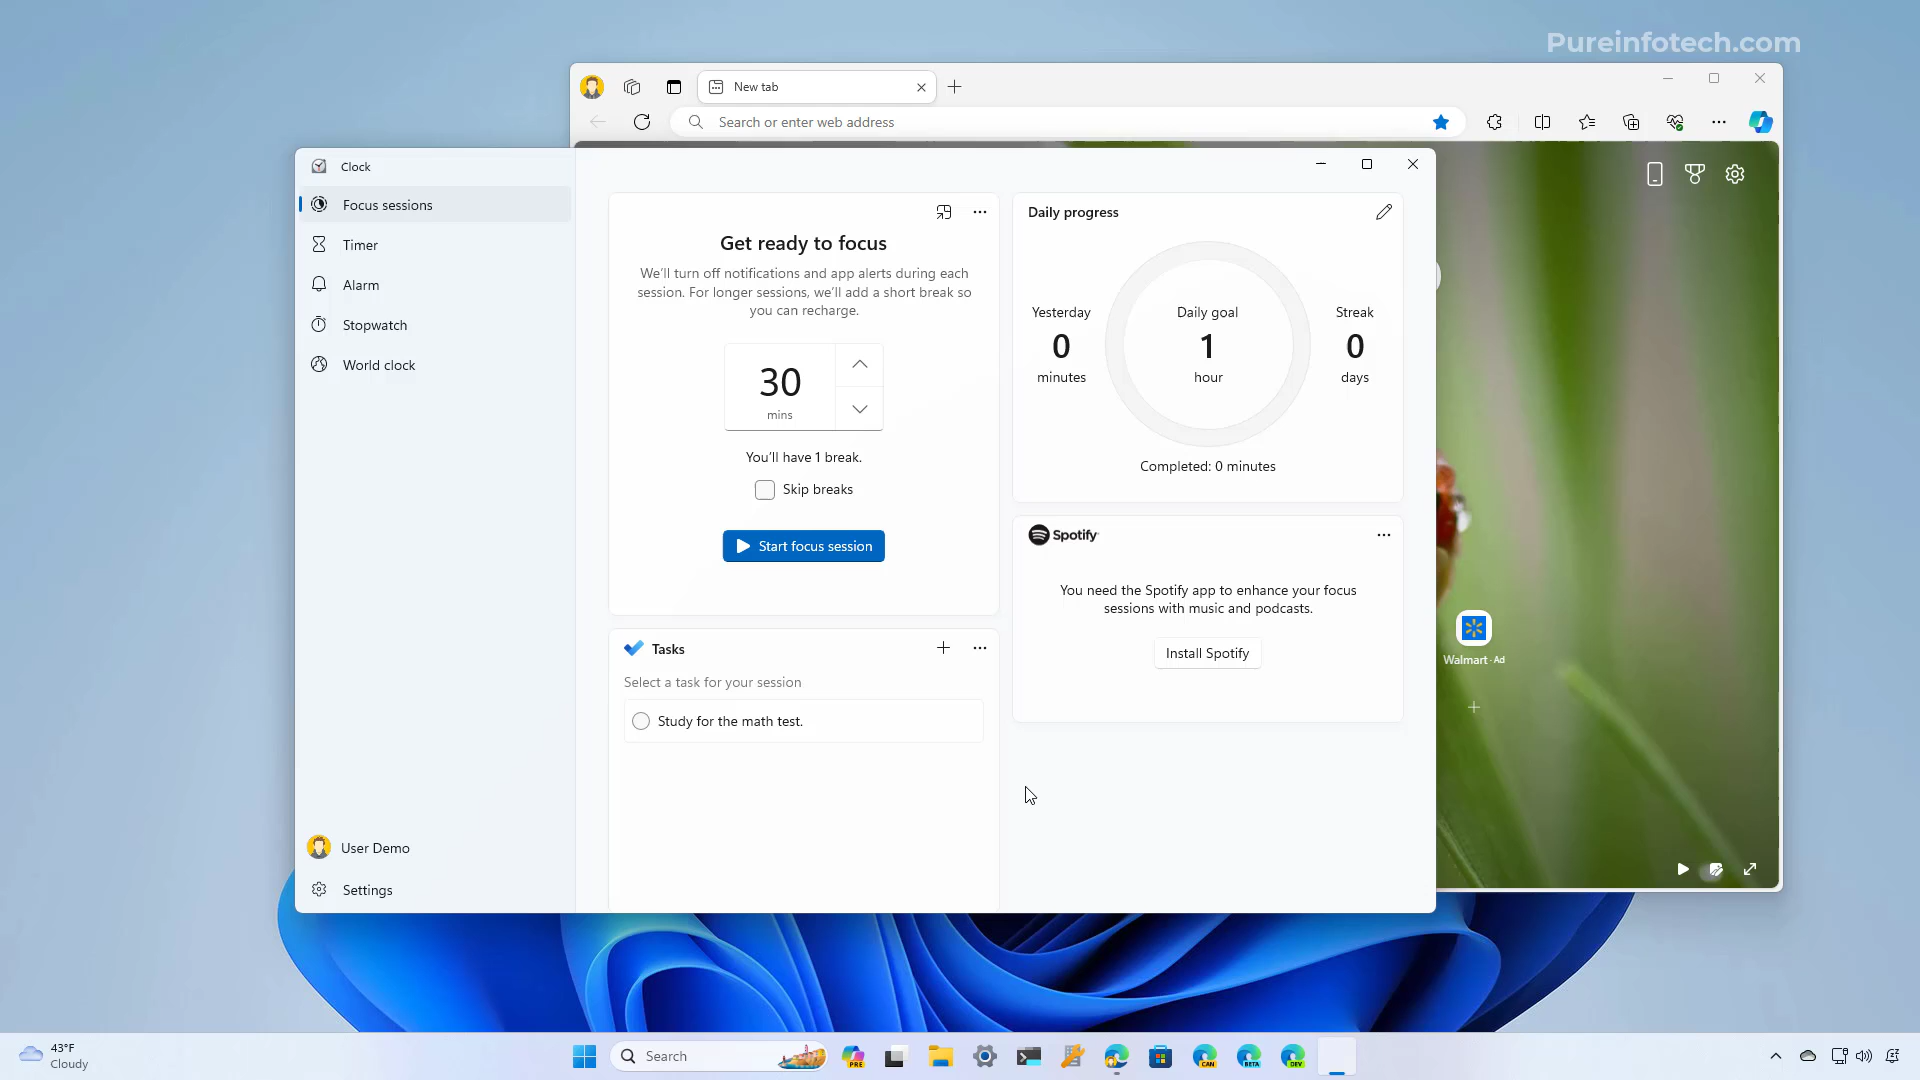 Pureinfotech.com
New tab
Search or enter web address
Clock
Focus sessions
Timer
Alarm
Stopwatch
World clock
User Demo
Settings
Get ready to focus
We'll turn off notifications and app alerts during each
session. For longer sessions, we'll add a short break so
you can recharge.
30
mins
You'll have 1 break.
Skip breaks
Start focus session
Tasks
Select a task for your session
Study for the math test.
Daily progress
Yesterday
0
minutes
Daily goal
1
hour
Streak
0
days
Completed: 0 minutes
Spotify
You need the Spotify app to enhance your focus
sessions with music and podcasts.
Install Spotify
Walmart · Ad
43°F
Cloudy
Search
PRE
CAN
BETA
DEV